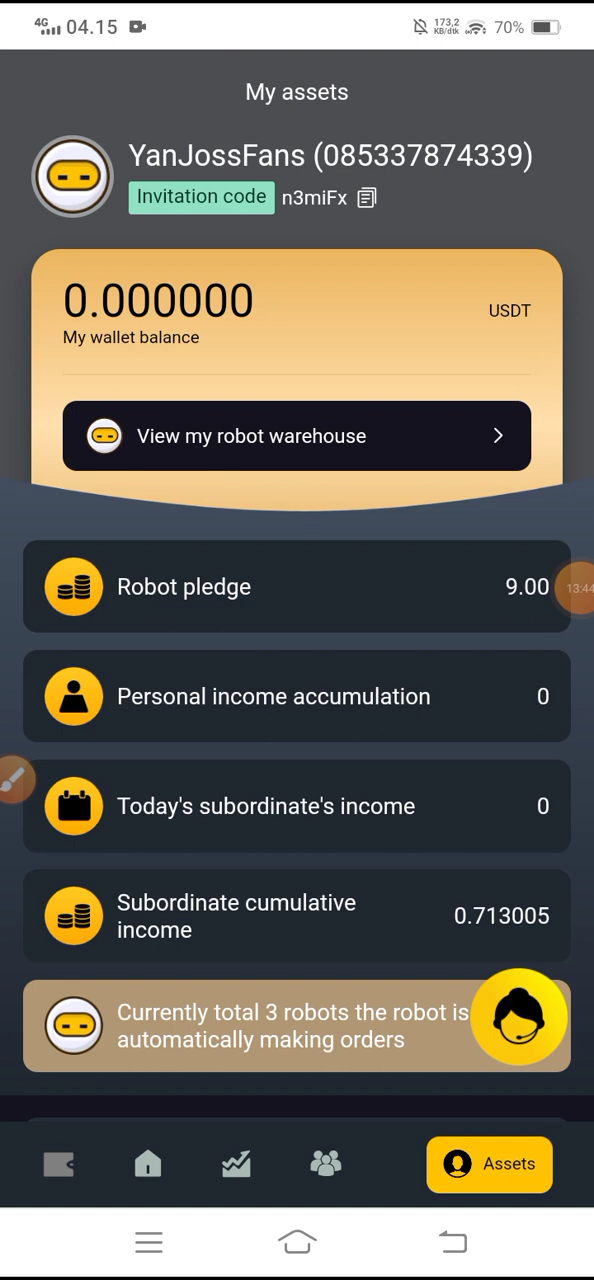 4G 04.15 173,2 KB/dtk 70%
My assets
YanJossFans (085337874339)
Invitation code n3miFx
0.000000 USDT
My wallet balance
View my robot warehouse
Robot pledge 9.00
13:44
Personal income accumulation 0
Today's subordinate's income 0
Subordinate cumulative
income 0.713005
Currently total 3 robots the robot is
automatically making orders
Assets